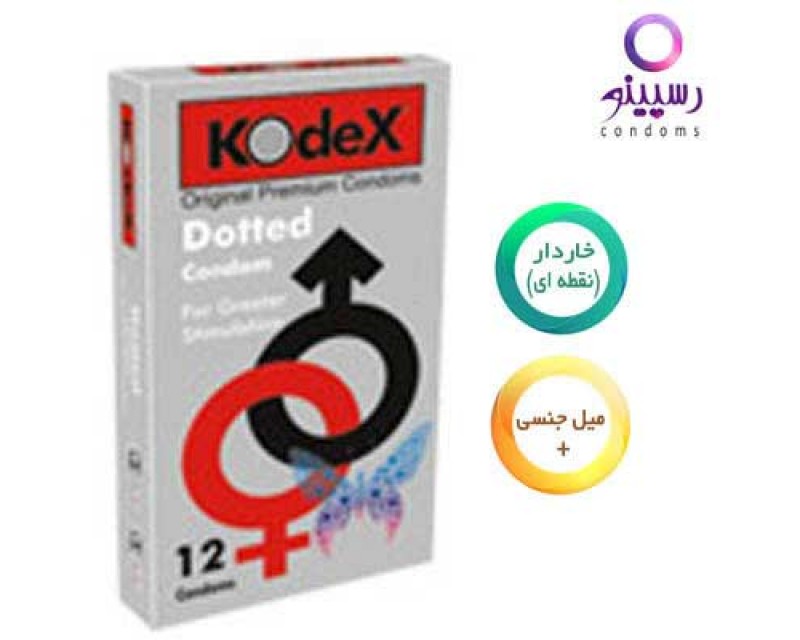 رسپینو
condoms
KOdeX
Original Premium Condoms
Dotted
Condom
For Greater
Stimulation
خاردار
(نقطه ای)
میل جنسی
+
12
Condoms